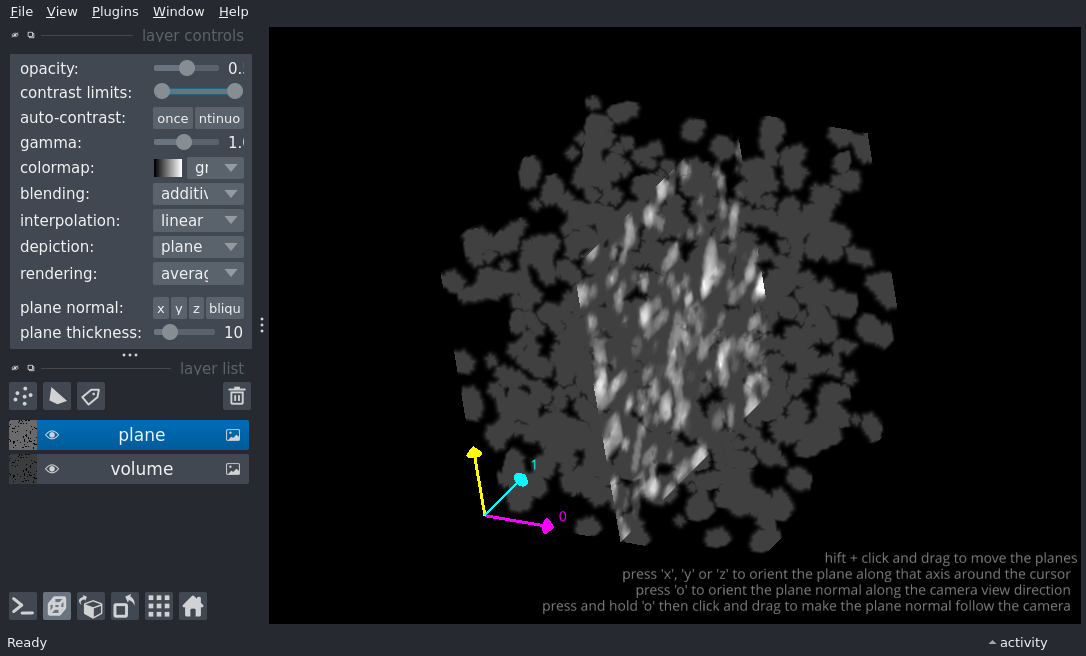 File View Plugins Window Help
layer controls
opacity: 0.
contrast limits:
auto-contrast: once ntinuo
gamma: 1.
colormap: gr
blending: additiv
interpolation: linear
depiction: plane
rendering: averag
plane normal: x y z bliqu
plane thickness: 10
layer list
plane
volume
1
0
hift + click and drag to move the planes
press 'x', 'y' or 'z' to orient the plane along that axis around the cursor
press 'o' to orient the plane normal along the camera view direction
press and hold 'o' then click and drag to make the plane normal follow the camera
Ready activity